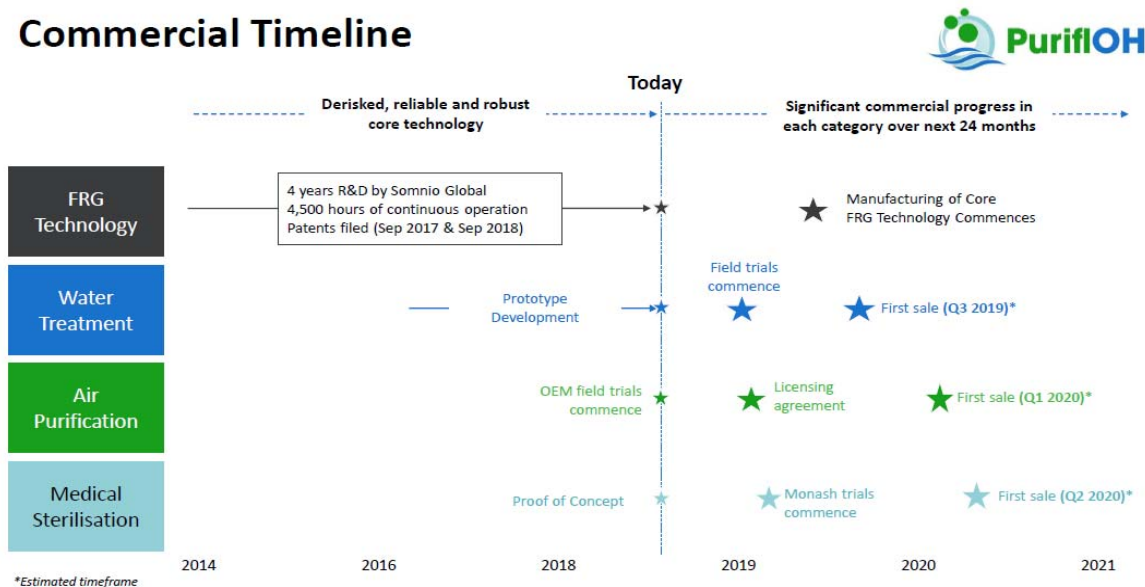 Commercial Timeline
PuriflOH
Today
Derisked, reliable and robust
core technology
Significant commercial progress in
each category over next 24 months
FRG
Technology
4 years R&D by Somnio Global
4,500 hours of continuous operation
Patents filed (Sep 2017 & Sep 2018)
Manufacturing of Core
FRG Technology Commences
Water
Treatment
Prototype
Development
Field trials
commence
First sale (Q3 2019)*
Air
Purification
OEM field trials
commence
Licensing
agreement
First sale (Q1 2020)*
Medical
Sterilisation
Proof of Concept
Monash trials
commence
First sale (Q2 2020)*
2014
2016
2018
2019
2020
2021
*Estimated timeframe